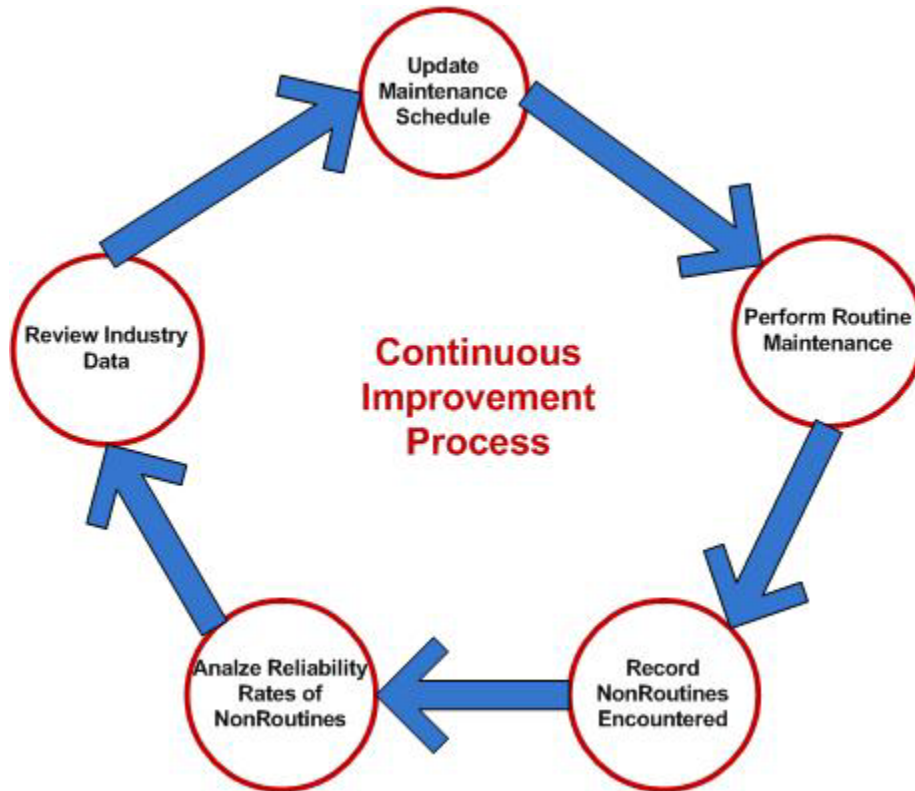 Update
Maintenance
Schedule
Perform Routine
Maintenance
Record
NonRoutines
Encountered
Analze Reliability
Rates of
NonRoutines
Review Industry
Data
Continuous
Improvement
Process